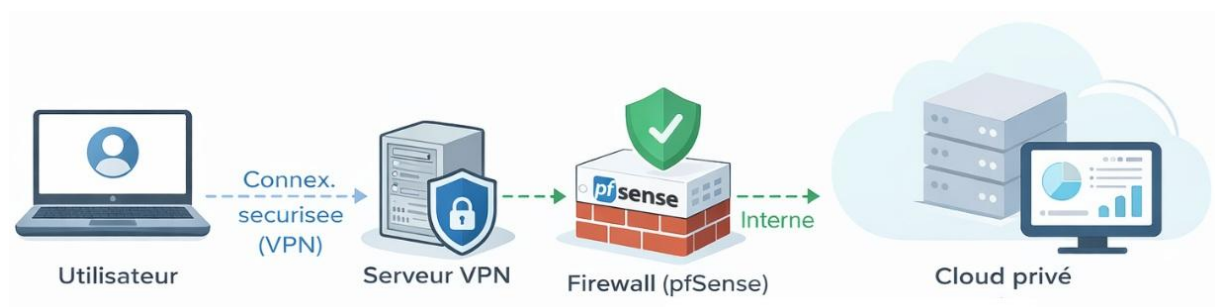 Connex.
securisee
(VPN)
pfsense
Interne
Utilisateur
Serveur VPN
Firewall (pfSense)
Cloud privé